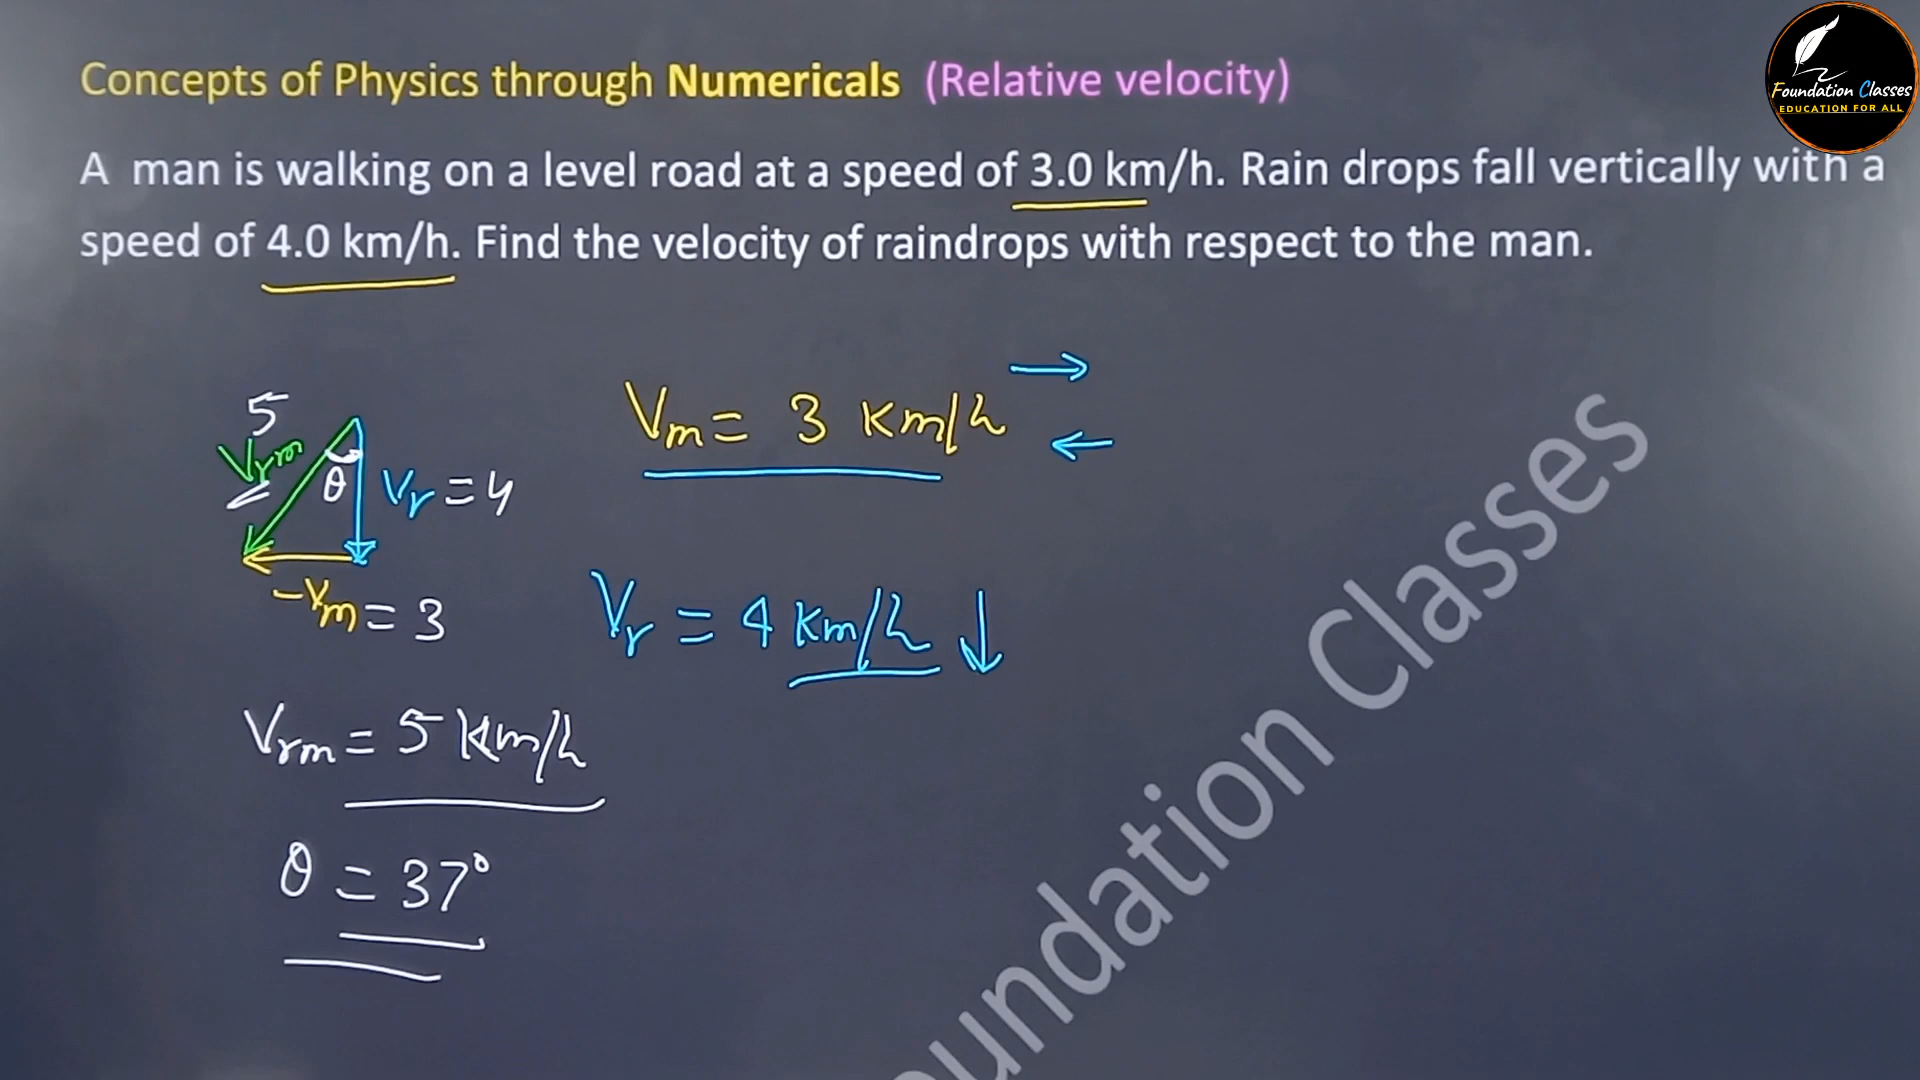 Foundation Classes
EDUCATION FOR ALL
Concepts of Physics through Numericals (Relative velocity)
A man is walking on a level road at a speed of 3.0 km/h. Rain drops fall vertically with a
speed of 4.0 km/h. Find the velocity of raindrops with respect to the man.
5
Vrm
θ
Vr = 4
-Vm = 3
Vm = 3 Km/h
Vr = 4 Km/h
Vrm = 5 Km/h
θ = 37°
oundation Classes